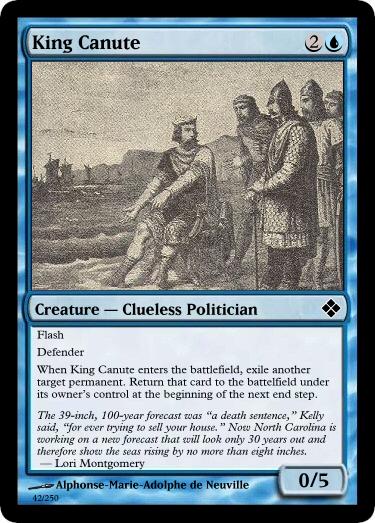 King Canute 2
Creature — Clueless Politician
Flash
Defender
When King Canute enters the battlefield, exile another
target permanent. Return that card to the battelfield under
its owner's control at the beginning of the next end step.
The 39-inch, 100-year forecast was “a death sentence,” Kelly
said, “for ever trying to sell your house.” Now North Carolina is
working on a new forecast that will look only 30 years out and
therefore show the seas rising by no more than eight inches.
— Lori Montgomery
0/5
Alphonse-Marie-Adolphe de Neuville
42/250